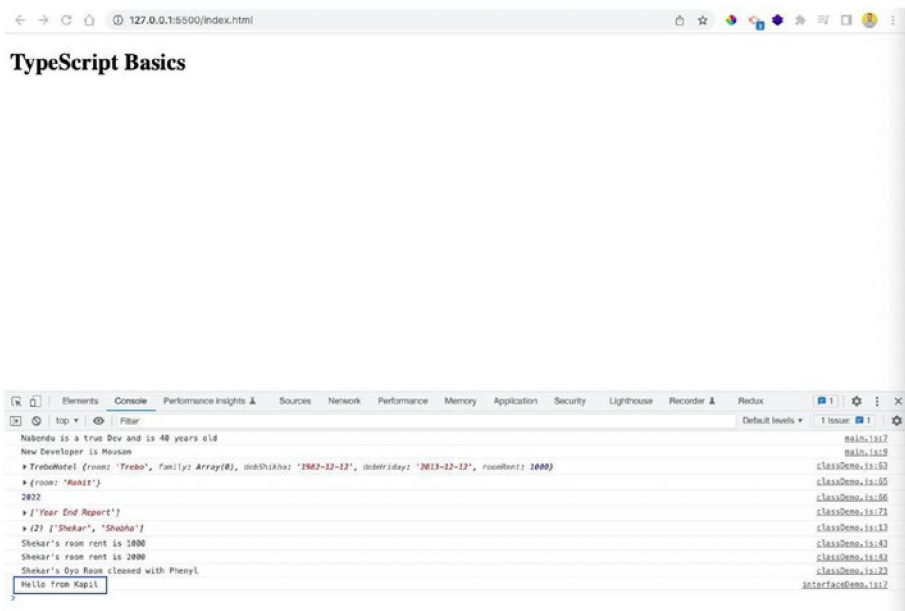 127.0.0.1:5500/index.html
TypeScript Basics
Elements Console Performance insights Sources Network Performance Memory Application Security Lighthouse Recorder Redux 1
top Filter Default levels 1 Issue: 1
Nabendu is a true Dev and is 40 years old main.js:7
New Developer is Mousam main.js:9
TreboHotel {room: 'Trebo', family: Array(0), dobShikha: '1982-12-12', dobHriday: '2013-12-12', roomRent: 1000} classDemo.js:63
{room: 'Rohit'} classDemo.js:65
2022 classDemo.js:66
['Year End Report'] classDemo.js:71
(2) ['Shekar', 'Shobha'] classDemo.js:13
Shekar's room rent is 1000 classDemo.js:43
Shekar's room rent is 2000 classDemo.js:43
Shekar's Oyo Room cleaned with Phenyl classDemo.js:23
Hello from Kapil interfaceDemo.js:7